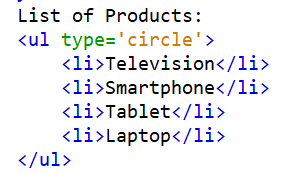 List of Products:
<ul type='circle'>
    <li>Television</li>
    <li>Smartphone</li>
    <li>Tablet</li>
    <li>Laptop</li>
</ul>